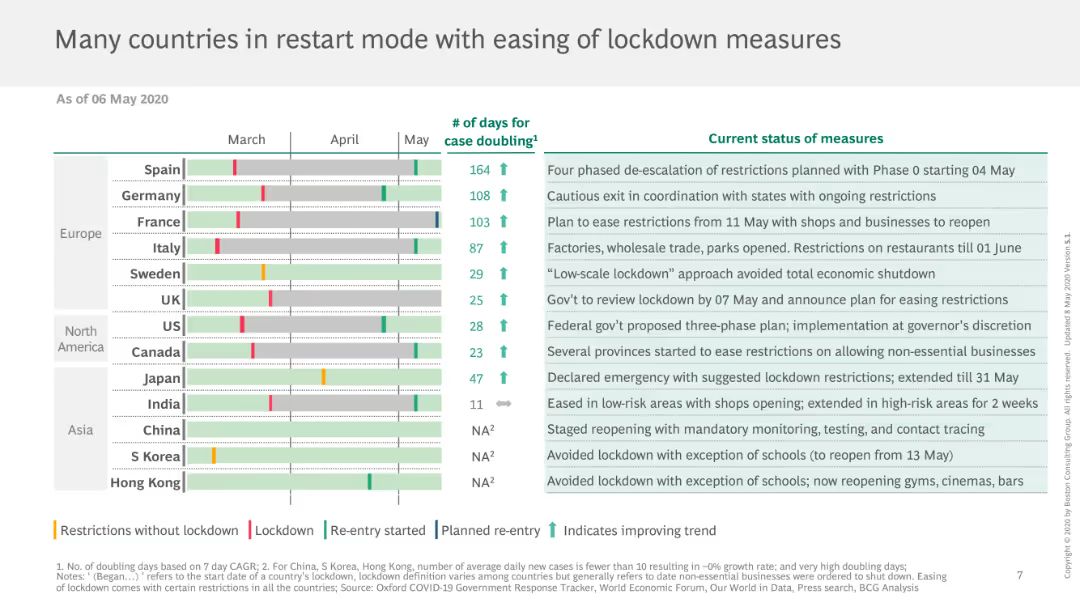 Many countries in restart mode with easing of lockdown measures
As of 06 May 2020
March April May # of days for case doubling¹ Current status of measures
Europe
Spain 164 Four phased de-escalation of restrictions planned with Phase 0 starting 04 May
Germany 108 Cautious exit in coordination with states with ongoing restrictions
France 103 Plan to ease restrictions from 11 May with shops and businesses to reopen
Italy 87 Factories, wholesale trade, parks opened. Restrictions on restaurants till 01 June
Sweden 29 “Low-scale lockdown” approach avoided total economic shutdown
UK 25 Gov’t to review lockdown by 07 May and announce plan for easing restrictions
North America
US 28 Federal gov’t proposed three-phase plan; implementation at governor’s discretion
Canada 23 Several provinces started to ease restrictions on allowing non-essential businesses
Asia
Japan 47 Declared emergency with suggested lockdown restrictions; extended till 31 May
India 11 Eased in low-risk areas with shops opening; extended in high-risk areas for 2 weeks
China NA² Staged reopening with mandatory monitoring, testing, and contact tracing
S Korea NA² Avoided lockdown with exception of schools (to reopen from 13 May)
Hong Kong NA² Avoided lockdown with exception of schools; now reopening gyms, cinemas, bars
Restrictions without lockdown Lockdown Re-entry started Planned re-entry Indicates improving trend
1. No. of doubling days based on 7 day CAGR; 2. For China, S Korea, Hong Kong, number of average daily new cases is fewer than 10 resulting in ~0% growth rate; and very high doubling days;
Notes: ‘ (Began...) ’ refers to the start date of a country’s lockdown, lockdown definition varies among countries but generally refers to date non-essential businesses were ordered to shut down. Easing
of lockdown comes with certain restrictions in all the countries; Source: Oxford COVID-19 Government Response Tracker, World Economic Forum, Our World in Data, Press search, BCG Analysis
7
Copyright © 2020 by Boston Consulting Group. All rights reserved. Updated 8 May 2020 Version 5.1.